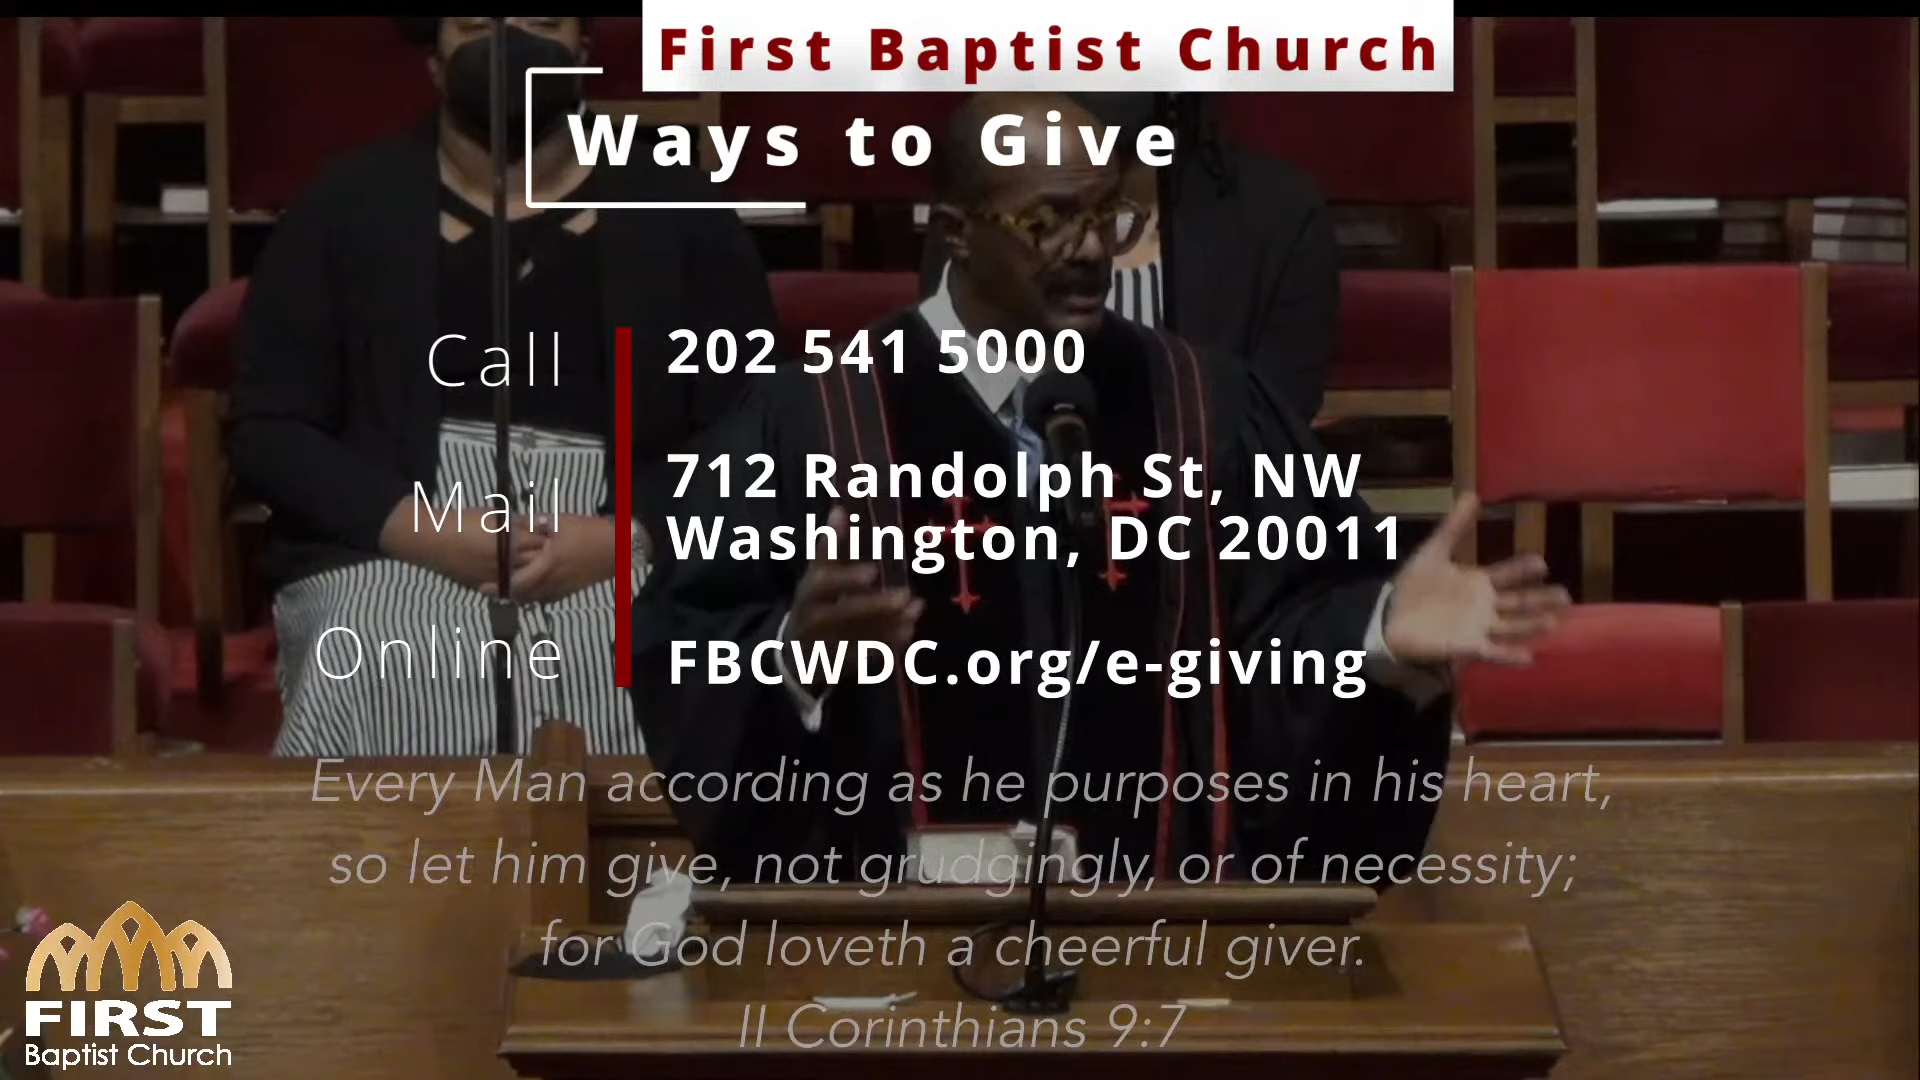 First Baptist Church
Ways to Give
Call
202 541 5000
Mail
712 Randolph St, NW
Washington, DC 20011
Online
FBCWDC.org/e-giving
Every Man according as he purposes in his heart,
so let him give, not grudgingly, or of necessity;
for God loveth a cheerful giver.
II Corinthians 9:7
FIRST
Baptist Church